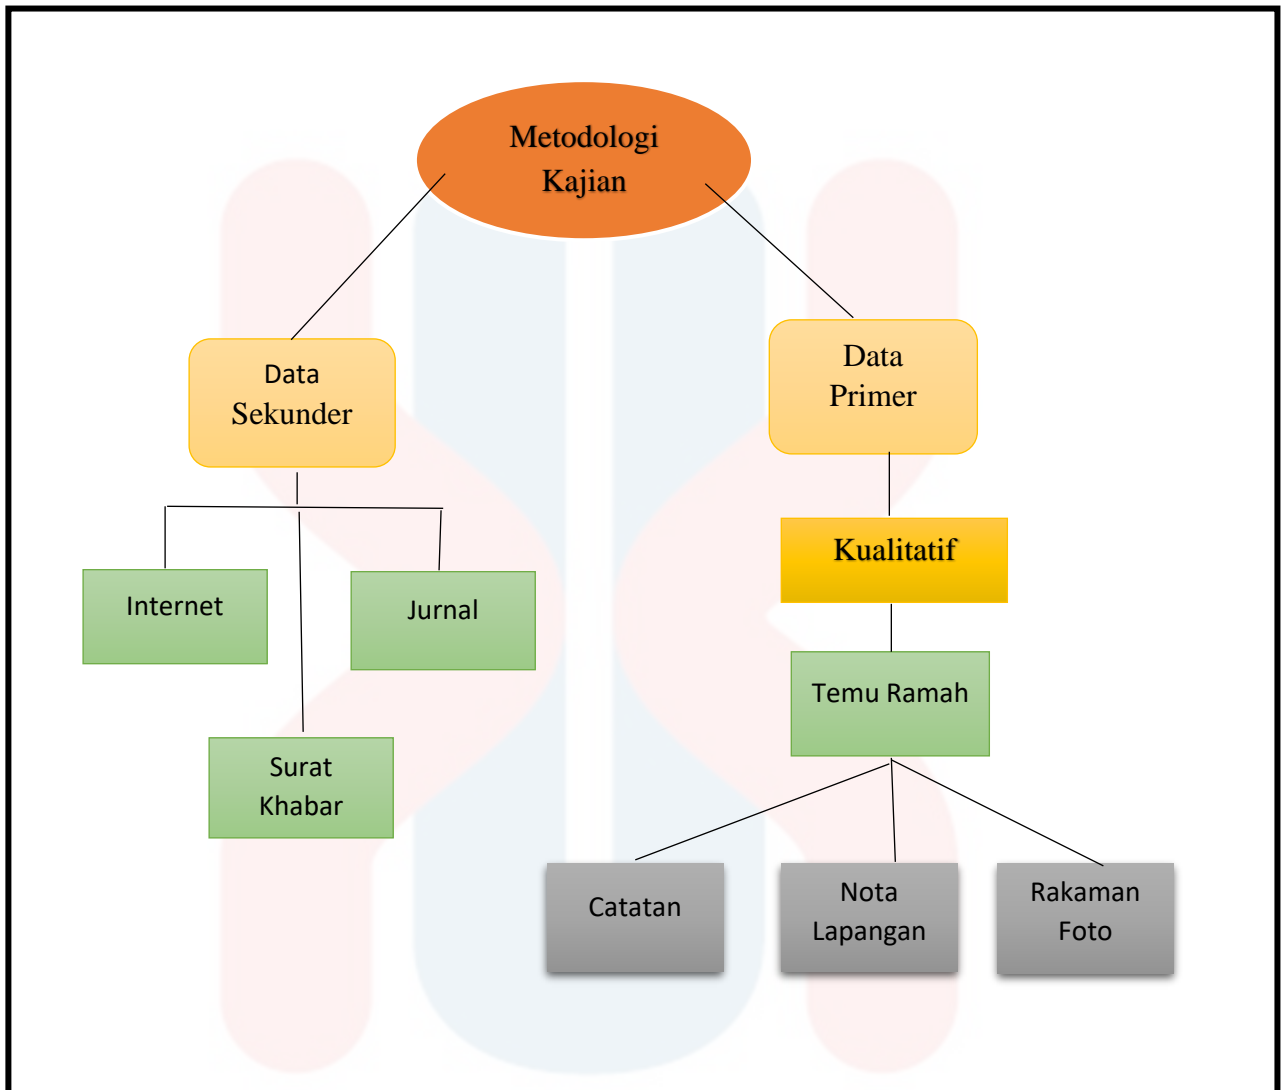 Metodologi
Kajian
Data
Sekunder
Data
Primer
Kualitatif
Internet
Jurnal
Temu Ramah
Surat
Khabar
Catatan
Nota
Lapangan
Rakaman
Foto